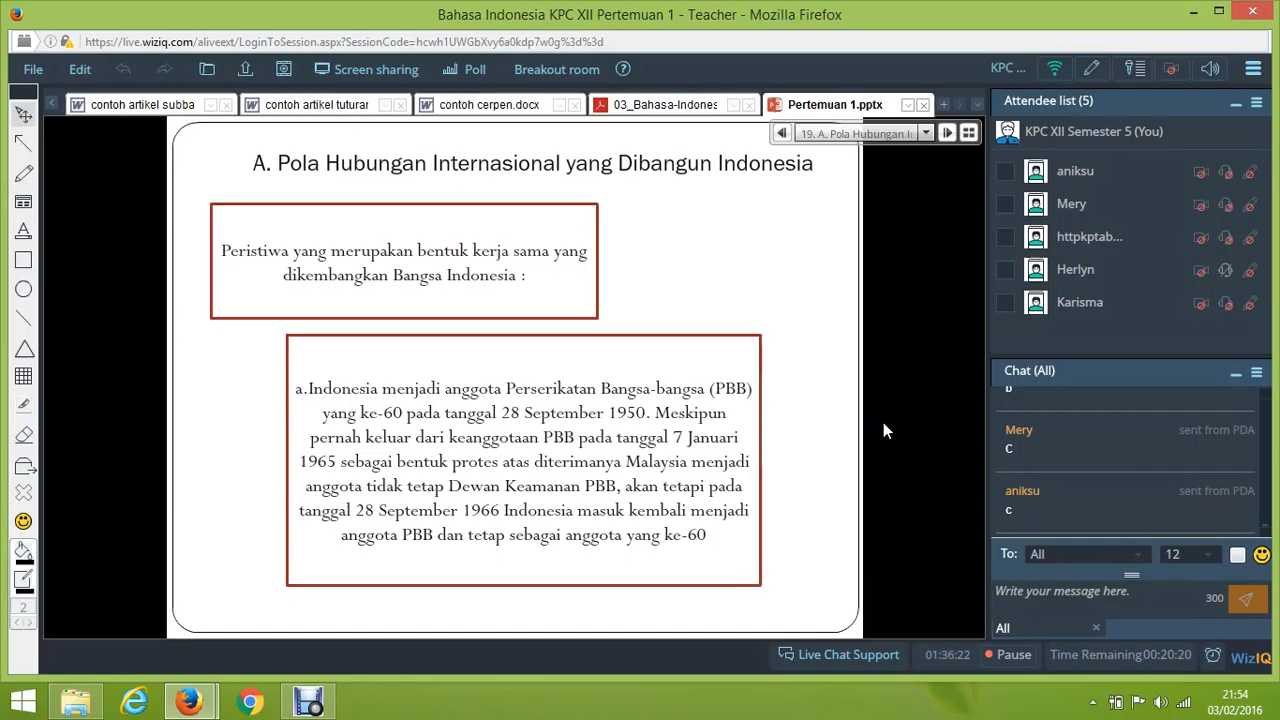 Bahasa Indonesia KPC XII Pertemuan 1 - Teacher - Mozilla Firefox
https://live.wiziq.com/aliveext/LoginToSession.aspx?SessionCode=hcwh1UWGbXvy6a0kdp7w0g%3d%3d
File Edit Screen sharing Poll Breakout room KPC ...
contoh artikel subba contoh artikel tuturan contoh cerpen.docx 03_Bahasa-Indones Pertemuan 1.pptx
19. A. Pola Hubungan I
A. Pola Hubungan Internasional yang Dibangun Indonesia
Peristiwa yang merupakan bentuk kerja sama yang
dikembangkan Bangsa Indonesia :
a.Indonesia menjadi anggota Perserikatan Bangsa-bangsa (PBB)
yang ke-60 pada tanggal 28 September 1950. Meskipun
pernah keluar dari keanggotaan PBB pada tanggal 7 Januari
1965 sebagai bentuk protes atas diterimanya Malaysia menjadi
anggota tidak tetap Dewan Keamanan PBB, akan tetapi pada
tanggal 28 September 1966 Indonesia masuk kembali menjadi
anggota PBB dan tetap sebagai anggota yang ke-60
2
Attendee list (5)
KPC XII Semester 5 (You)
aniksu
Mery
httpkptab...
Herlyn
Karisma
Chat (All)
b
Mery sent from PDA
C
aniksu sent from PDA
c
To: All 12
Write your message here. 300
All
Live Chat Support 01:36:22 Pause Time Remaining00:20:20 WizIQ
21:54
03/02/2016